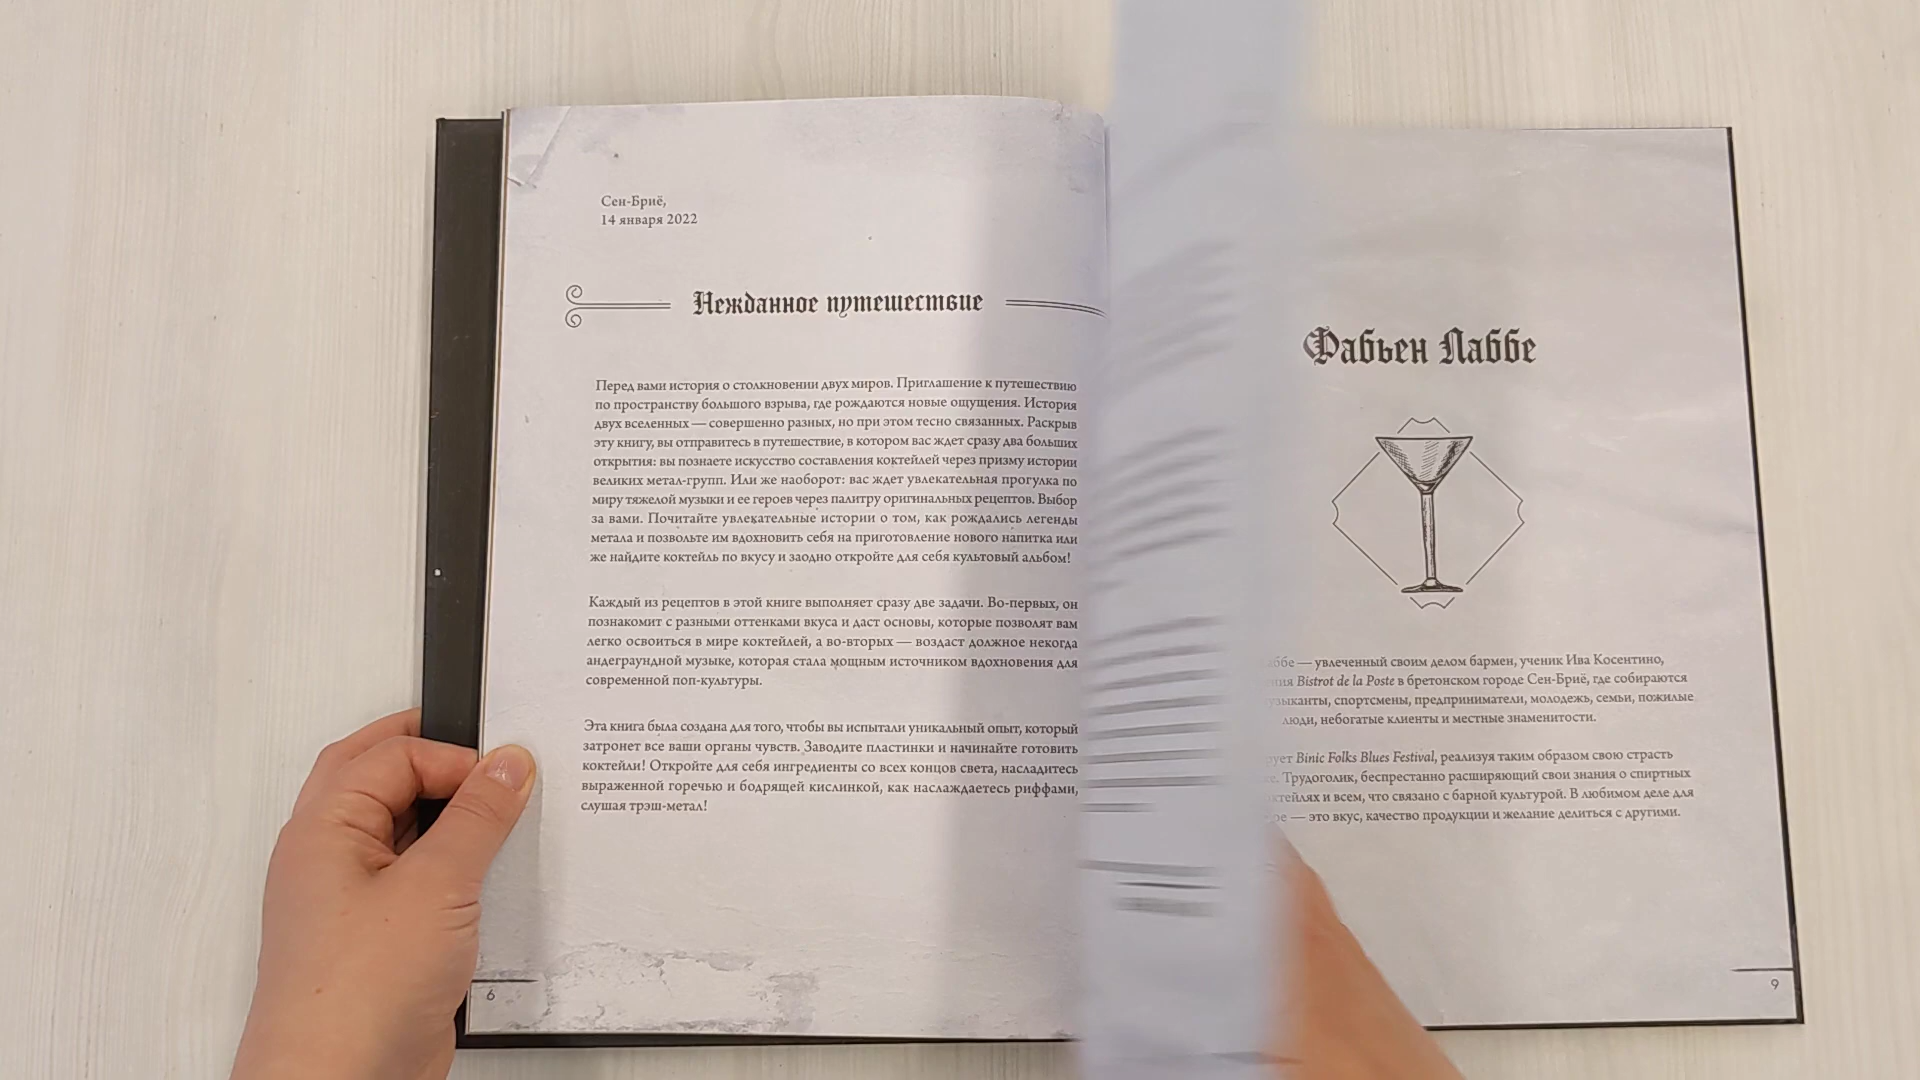 Сен-Бриё,
14 января 2022
Нежданное путешествие
Перед вами история о столкновении двух миров. Приглашение к путешествию
по пространству большого взрыва, где рождаются новые ощущения. История
двух вселенных — совершенно разных, но при этом тесно связанных. Раскрыв
эту книгу, вы отправитесь в путешествие, в котором вас ждет сразу два больших
открытия: вы познаете искусство составления коктейлей через призму истории
великих метал-групп. Или же наоборот: вас ждет увлекательная прогулка по
миру тяжелой музыки и ее героев через палитру оригинальных рецептов. Выбор
за вами. Почитайте увлекательные истории о том, как рождались легенды
метала и позвольте им вдохновить себя на приготовление нового напитка или
же найдите коктейль по вкусу и заодно откройте для себя культовый альбом!
Каждый из рецептов в этой книге выполняет сразу две задачи. Во-первых, он
познакомит с разными оттенками вкуса и даст основы, которые позволят вам
легко освоиться в мире коктейлей, а во-вторых — воздаст должное некогда
андеграундной музыке, которая стала мощным источником вдохновения для
современной поп-культуры.
Эта книга была создана для того, чтобы вы испытали уникальный опыт, который
затронет все ваши органы чувств. Заводите пластинки и начинайте готовить
коктейли! Откройте для себя ингредиенты со всех концов света, насладитесь
выраженной горечью и бодрящей кислинкой, как наслаждаетесь риффами,
слушая трэш-метал!
6
Фабьен Лаббе
— увлеченный своим делом бармен, ученик Ива Косентино,
Bistrot de la Poste в бретонском городе Сен-Бриё, где собираются
спортсмены, предприниматели, молодежь, семьи, пожилые
люди, небогатые клиенты и местные знаменитости.
Binic Folks Blues Festival, реализуя таким образом свою страсть
Трудоголик, беспрестанно расширяющий свои знания о спиртных
и всем, что связано с барной культурой. В любимом деле для
— это вкус, качество продукции и желание делиться с другими.
9